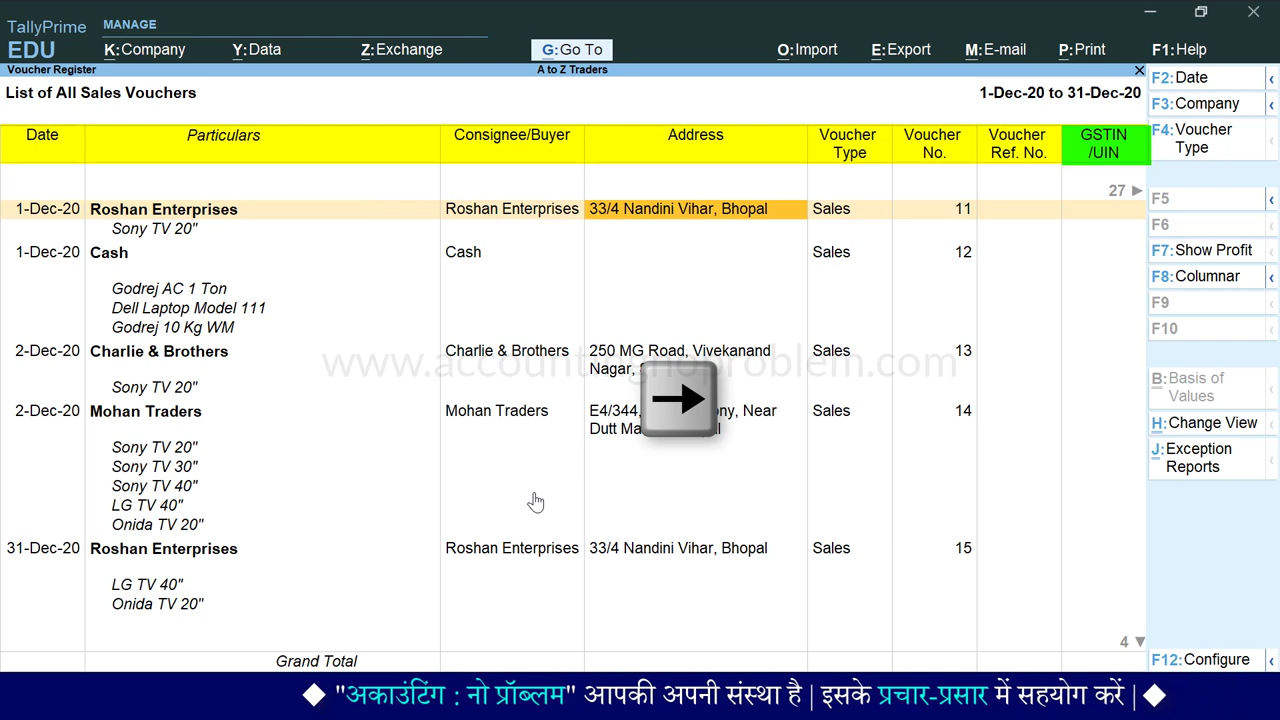 TallyPrime
EDU
MANAGE
K:Company
Y:Data
Z:Exchange
G:Go To
O:Import
E:Export
M:E-mail
P:Print
F1:Help
Voucher Register
A to Z Traders
List of All Sales Vouchers
1-Dec-20 to 31-Dec-20
Date
Particulars
Consignee/Buyer
Address
Voucher
Type
Voucher
No.
Voucher
Ref. No.
GSTIN
/UIN
27
1-Dec-20 Roshan Enterprises Roshan Enterprises 33/4 Nandini Vihar, Bhopal Sales 11
Sony TV 20"
1-Dec-20 Cash Cash Sales 12
Godrej AC 1 Ton
Dell Laptop Model 111
Godrej 10 Kg WM
2-Dec-20 Charlie & Brothers Charlie & Brothers 250 MG Road, Vivekanand Sales 13
Nagar,
www.accountingnoproblem.com
Sony TV 20"
2-Dec-20 Mohan Traders Mohan Traders E4/344, Near Sales 14
Dutt
Sony TV 20"
Sony TV 30"
Sony TV 40"
LG TV 40"
Onida TV 20"
31-Dec-20 Roshan Enterprises Roshan Enterprises 33/4 Nandini Vihar, Bhopal Sales 15
LG TV 40"
Onida TV 20"
4
Grand Total
F2:Date
F3:Company
F4:Voucher
Type
F5
F6
F7:Show Profit
F8:Columnar
F9
F10
B:Basis of
Values
H:Change View
J:Exception
Reports
F12:Configure
"अकाउंटिंग : नो प्रॉब्लम" आपकी अपनी संस्था है | इसके प्रचार-प्रसार में सहयोग करें |